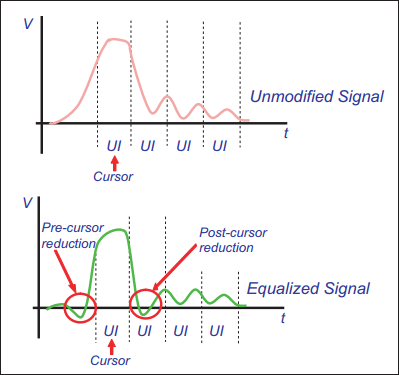 V
Unmodified Signal
t
UI UI UI UI
Cursor
V
Pre-cursor
reduction
Post-cursor
reduction
Equalized Signal
t
UI UI UI UI
Cursor